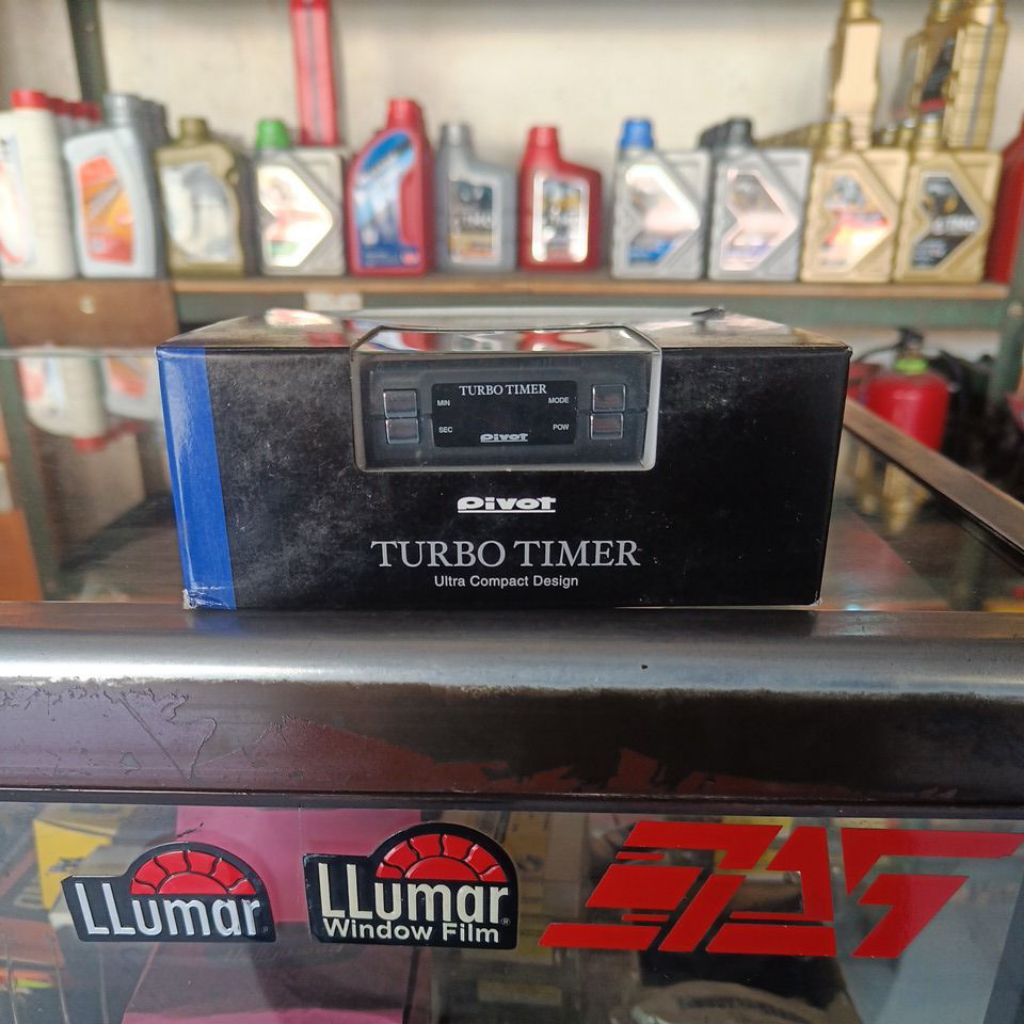 TURBO TIMER
MIN
MODE
SEC
POW
Pivot
Pivot
TURBO TIMER
Ultra Compact Design
LLumar
LLumar
Window Film